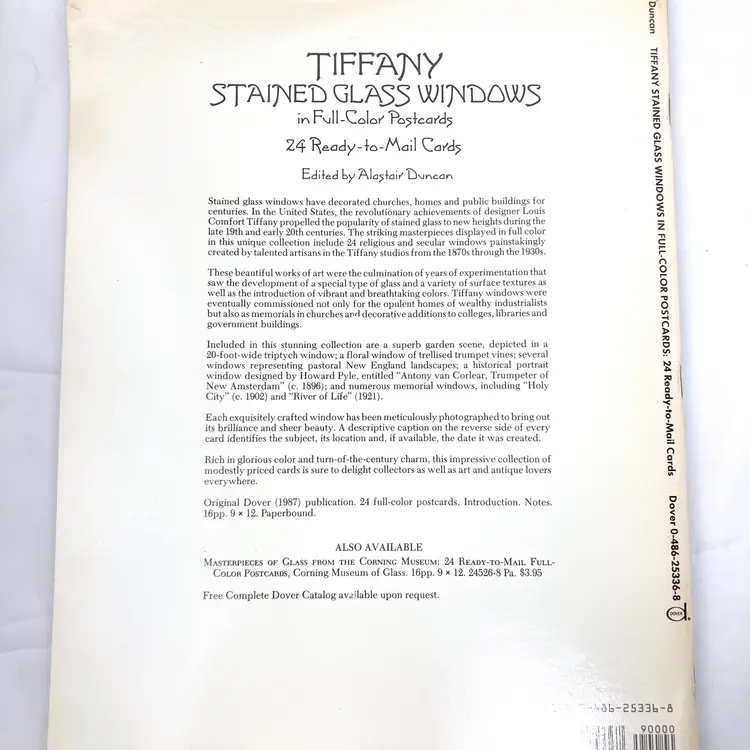 TIFFANY
STAINED GLASS WINDOWS
in Full-Color Postcards
24 Ready-to-Mail Cards
Edited by Alastair Duncan
Stained glass windows have decorated churches, homes and public buildings for
centuries. In the United States, the revolutionary achievements of designer Louis
Comfort Tiffany propelled the popularity of stained glass to new heights during the
late 19th and early 20th centuries. The striking masterpieces displayed in full color
in this unique collection include 24 religious and secular windows painstakingly
created by talented artisans in the Tiffany studios from the 1870s through the 1930s.
These beautiful works of art were the culmination of years of experimentation that
saw the development of a special type of glass and a variety of surface textures as
well as the introduction of vibrant and breathtaking colors. Tiffany windows were
eventually commissioned not only for the opulent homes of wealthy industrialists
but also as memorials in churches and decorative additions to colleges, libraries and
government buildings.
Included in this stunning collection are a superb garden scene, depicted in a
20-foot-wide triptych window; a floral window of trellised trumpet vines; several
windows representing pastoral New England landscapes; a historical portrait
window designed by Howard Pyle, entitled “Antony van Corlear, Trumpeter of
New Amsterdam” (c. 1896); and numerous memorial windows, including “Holy
City” (c. 1902) and “River of Life” (1921).
Each exquisitely crafted window has been meticulously photographed to bring out
its brilliance and sheer beauty. A descriptive caption on the reverse side of every
card identifies the subject, its location and, if available, the date it was created.
Rich in glorious color and turn-of-the-century charm, this impressive collection of
modestly priced cards is sure to delight collectors as well as art and antique lovers
everywhere.
Original Dover (1987) publication. 24 full-color postcards. Introduction. Notes.
16pp. 9 × 12. Paperbound.
ALSO AVAILABLE
MASTERPIECES OF GLASS FROM THE CORNING MUSEUM: 24 READY-TO-MAIL FULL-
COLOR POSTCARDS, Corning Museum of Glass. 16pp. 9 × 12. 24526-8 Pa. $3.95
Free Complete Dover Catalog available upon request.
Duncan TIFFANY STAINED GLASS WINDOWS IN FULL-COLOR POSTCARDS: 24 Ready-to-Mail Cards Dover 0-486-25336-8
DOVER
-486-25336-8
90000